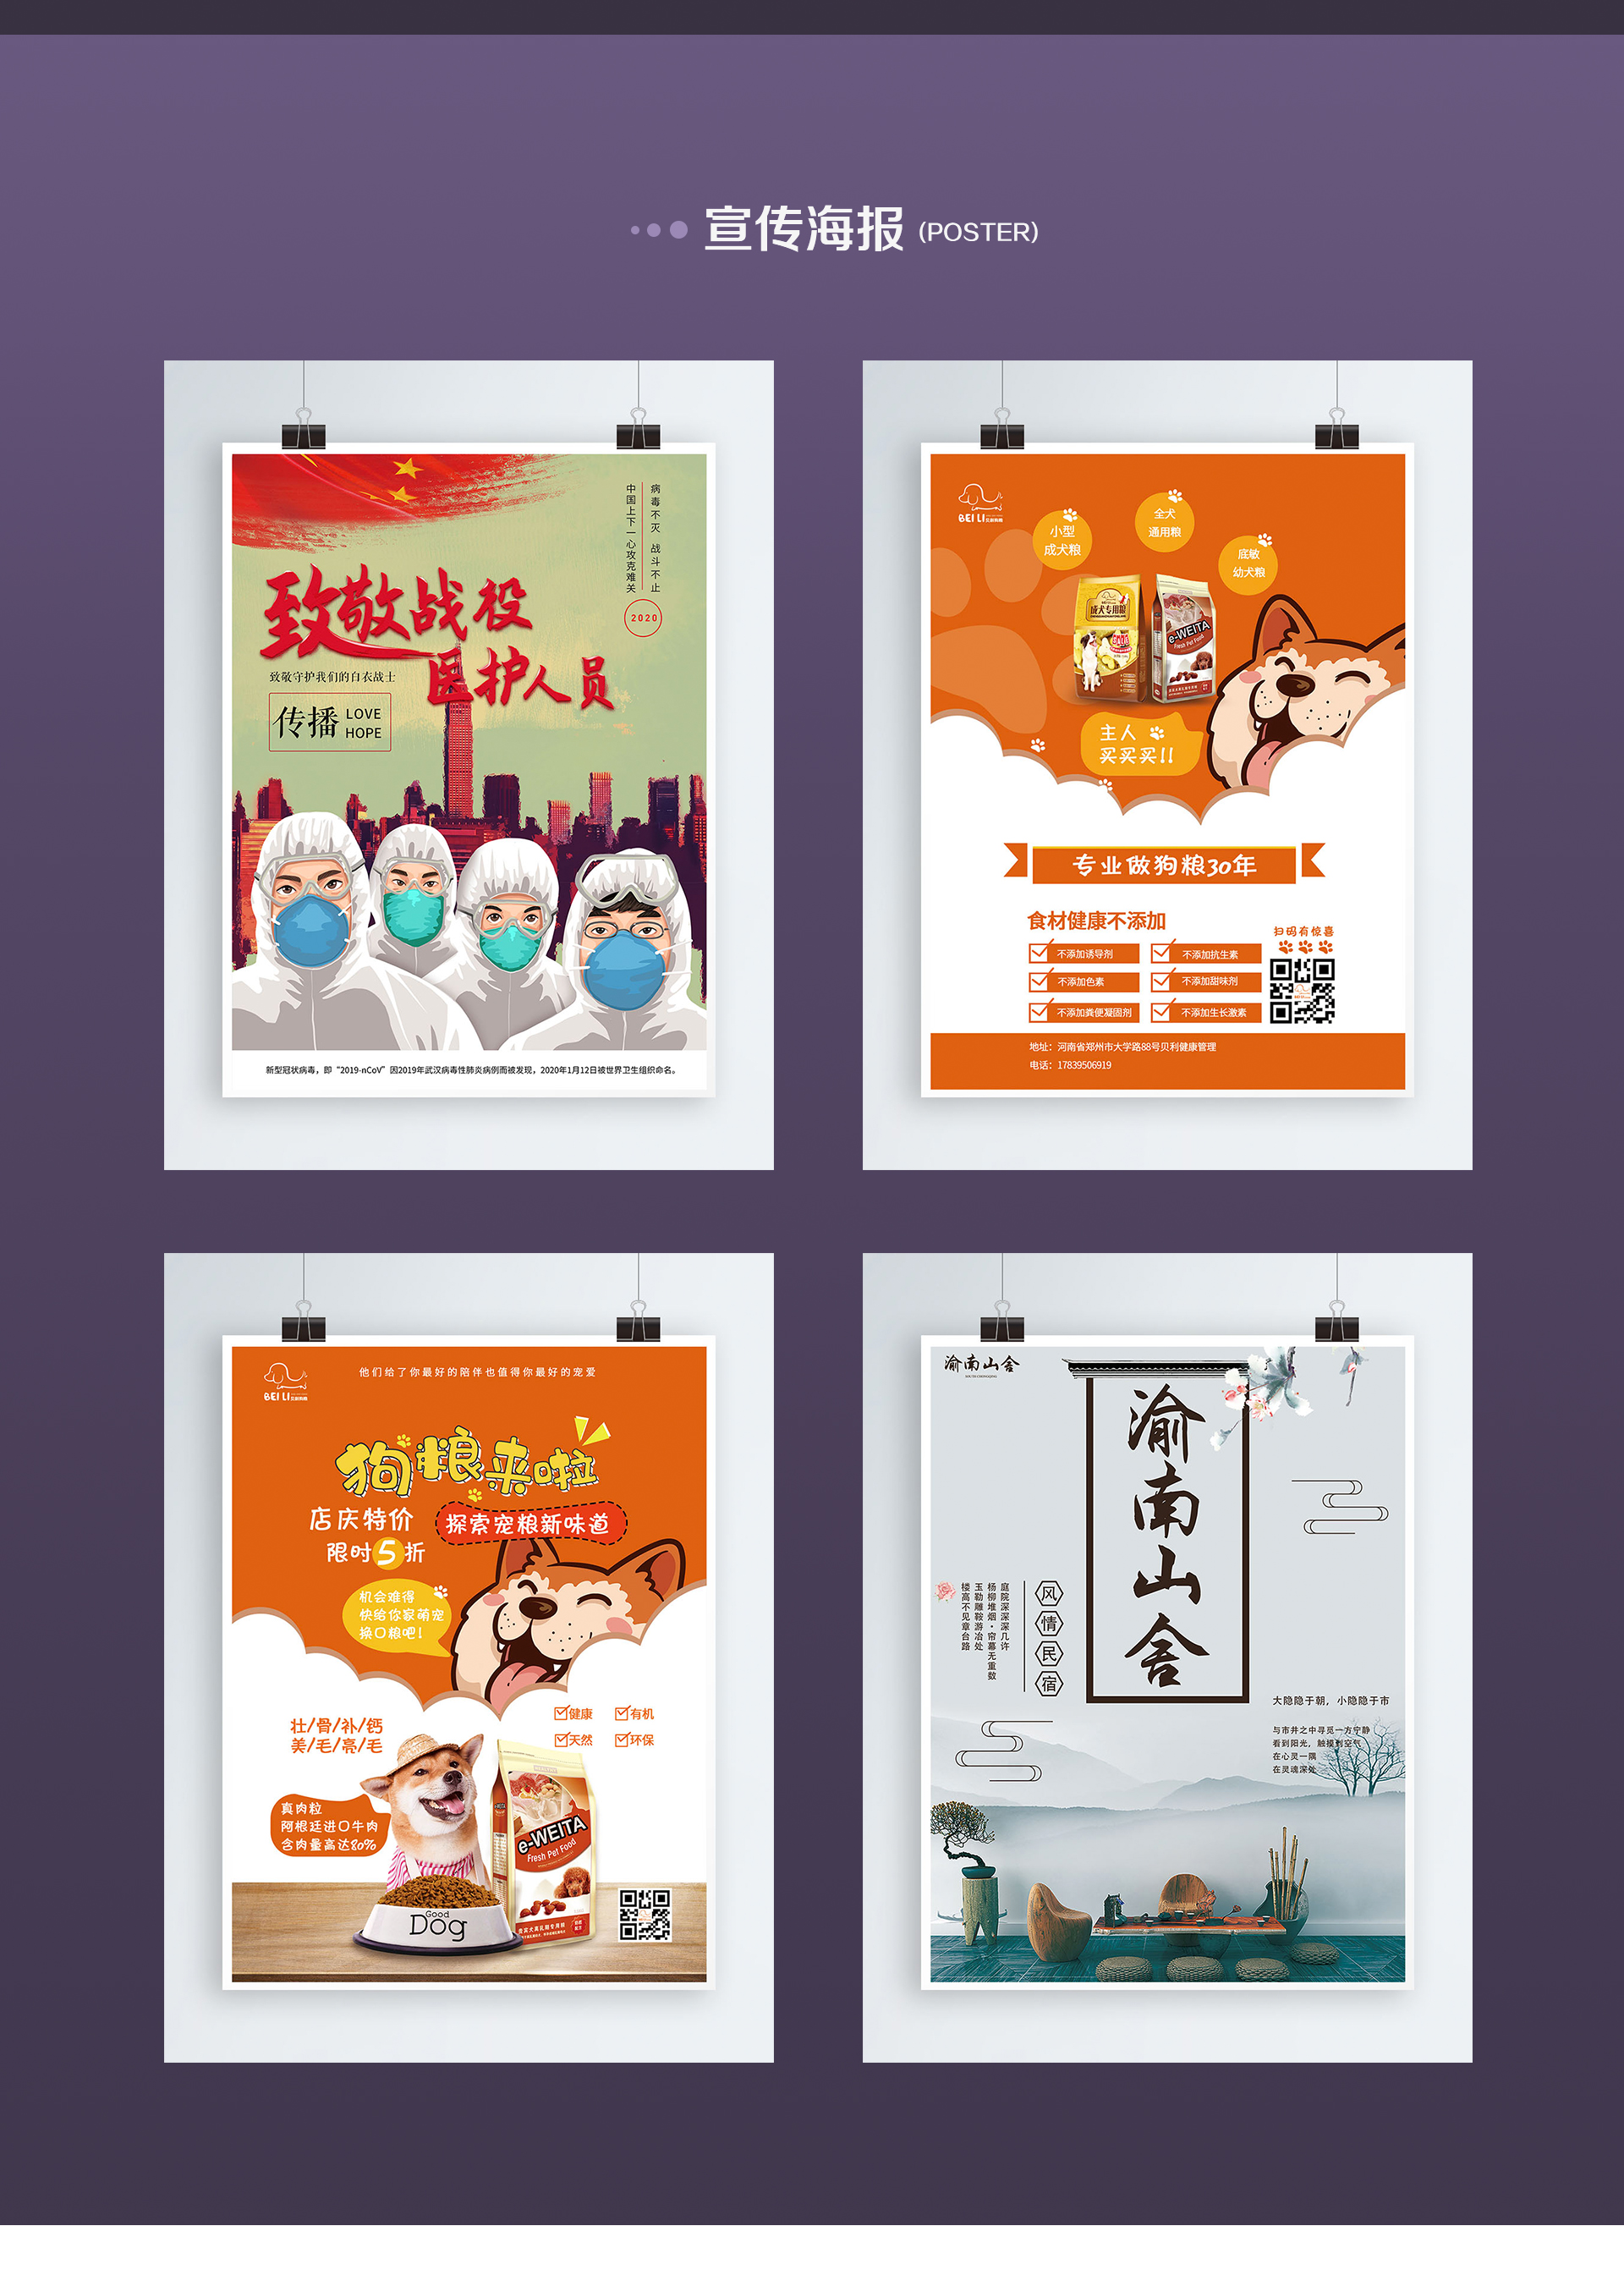 宣传海报 (POSTER)
病毒不灭 战斗不止
中国上下一心攻克难关
2020
致敬战役
医护人员
致敬守护我们的白衣战士
传播 LOVE
HOPE
新型冠状病毒，即“2019-nCoV”因2019年武汉病毒性肺炎病例而被发现，2020年1月12日被世界卫生组织命名。
BEI LI
小型
成犬粮
全犬
通用粮
底敏
幼犬粮
成犬专用粮
e-WEITA
Fresh Pet Food
主人
买买买!!
专业做狗粮30年
食材健康不添加
不添加诱导剂
不添加抗生素
不添加色素
不添加甜味剂
不添加粪便凝固剂
不添加生长激素
扫码有惊喜
地址：河南省郑州市大学路88号贝利健康管理
电话：17839506919
BEI LI
他们给了你最好的陪伴也值得你最好的宠爱
狗粮来啦
店庆特价
限时5折
探索宠粮新味道
机会难得
快给你家萌宠
换口粮吧！
健康
有机
天然
环保
壮/骨/补/钙
美/毛/亮/毛
真肉粒
阿根廷进口牛肉
含肉量高达80%
e-WEITA
Fresh Pet Food
Good
Dog
渝南山舍
渝南山舍
风情民宿
庭院深深深几许
杨柳堆烟·帘幕无重数
玉勒雕鞍游冶处
楼高不见章台路
大隐隐于朝，小隐隐于市
与市井之中寻觅一方宁静
看到阳光，触摸到空气
在心灵一隅
在灵魂深处